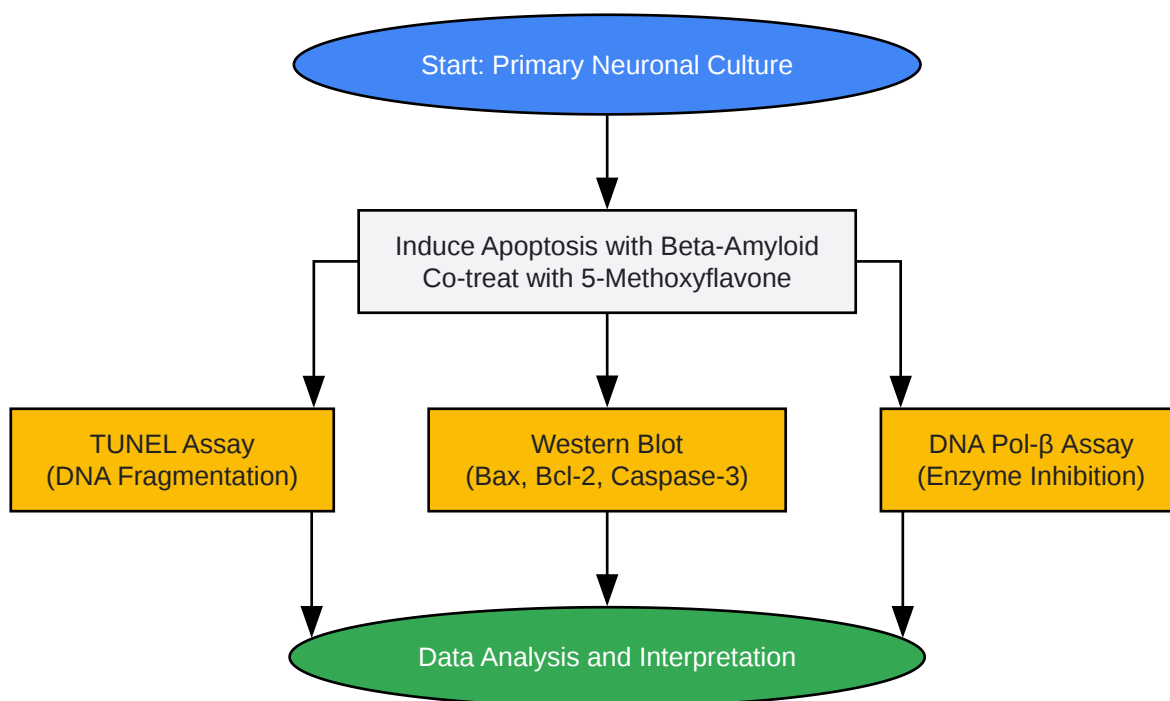 Start: Primary Neuronal Culture
Induce Apoptosis with Beta-Amyloid
Co-treat with 5-Methoxyflavone
TUNEL Assay
(DNA Fragmentation)
Western Blot
(Bax, Bcl-2, Caspase-3)
DNA Pol-β Assay
(Enzyme Inhibition)
Data Analysis and Interpretation